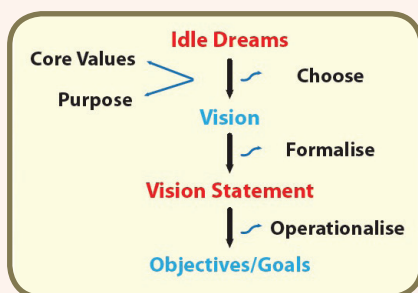 Idle Dreams
Core Values
Choose
Purpose
Vision
Formalise
Vision Statement
Operationalise
Objectives/Goals